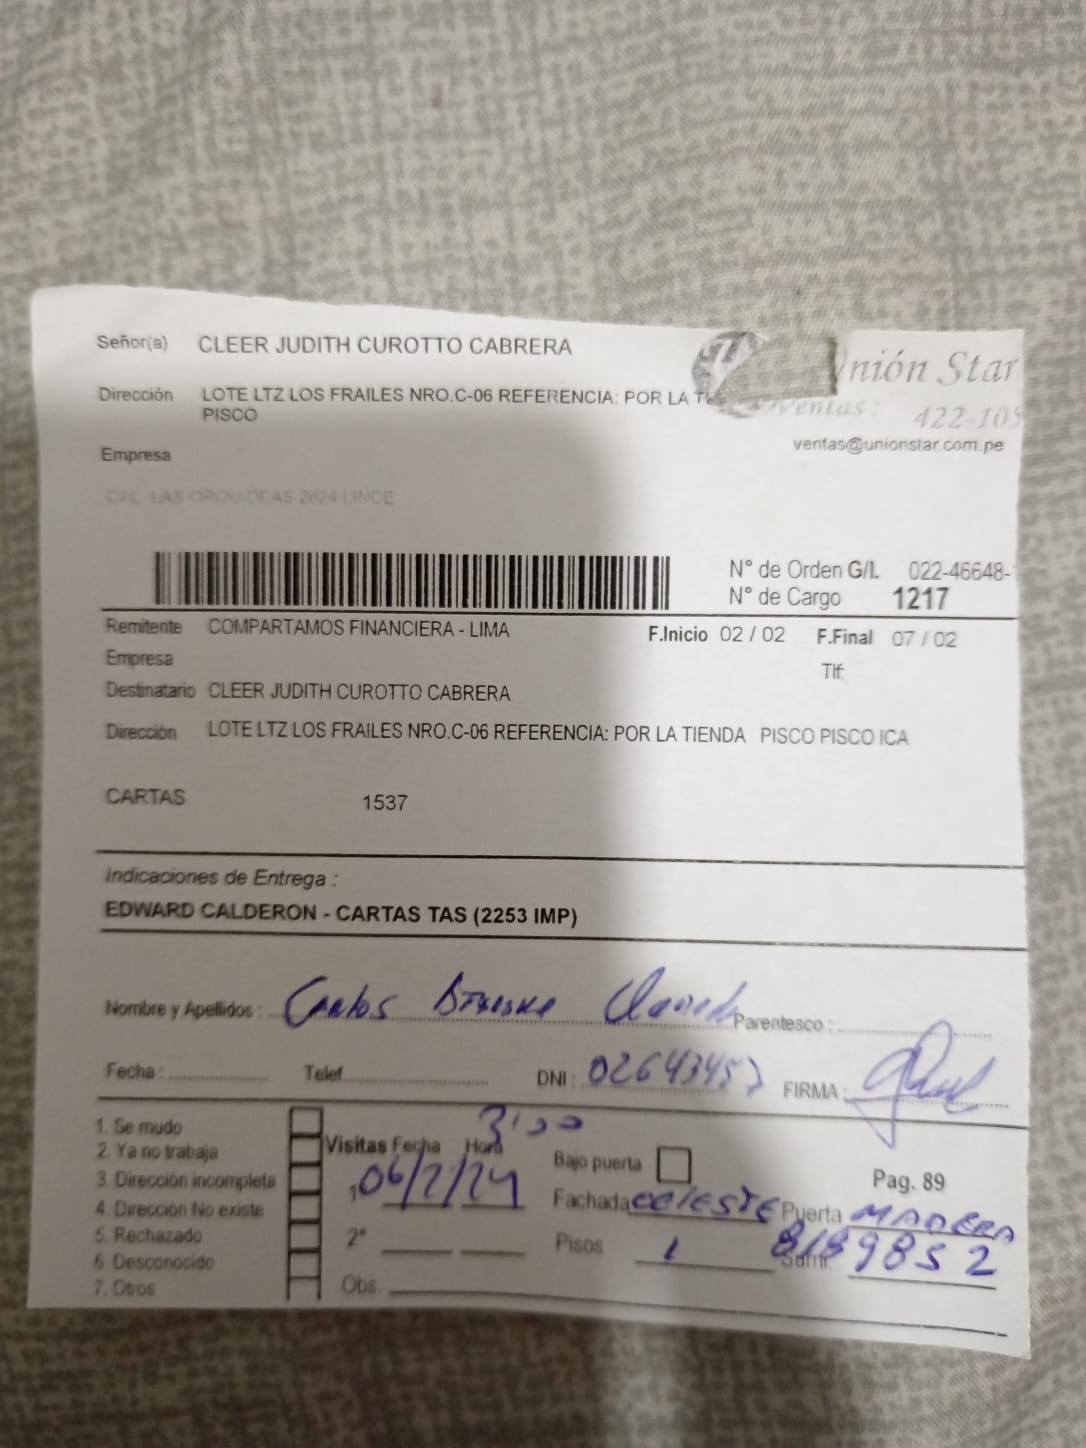 Señor(a) CLEER JUDITH CUROTTO CABRERA
Unión Star
Dirección LOTE LTZ LOS FRAILES NRO.C-06 REFERENCIA: POR LA
PISCO
Ventas: 422-105
ventas@unionstar.com.pe
Empresa
CAL. LAS ORQUIDEAS 2624 LINCE
N° de Orden G/I. 022-46648-
N° de Cargo 1217
Remitente COMPARTAMOS FINANCIERA - LIMA F.Inicio 02 / 02 F.Final 07 / 02
Empresa Tlf:
Destinatario CLEER JUDITH CUROTTO CABRERA
Dirección LOTE LTZ LOS FRAILES NRO.C-06 REFERENCIA: POR LA TIENDA PISCO PISCO ICA
CARTAS 1537
Indicaciones de Entrega :
EDWARD CALDERON - CARTAS TAS (2253 IMP)
Nombre y Apellidos : Carlos Parentesco :
Fecha : Telef. DNI : 02643457 FIRMA :
1. Se mudo
2. Ya no trabaja
3. Dirección incompleta
4. Dirección No existe
5. Rechazado
6 Desconocido
7. Otros
3:00
Visitas Fecha Hora
1° 06/2/24
2°
Obs.
Bajo puerta Pag. 89
Fachada CELESTE Puerta MADERA
Pisos 1 Sum. 8189852